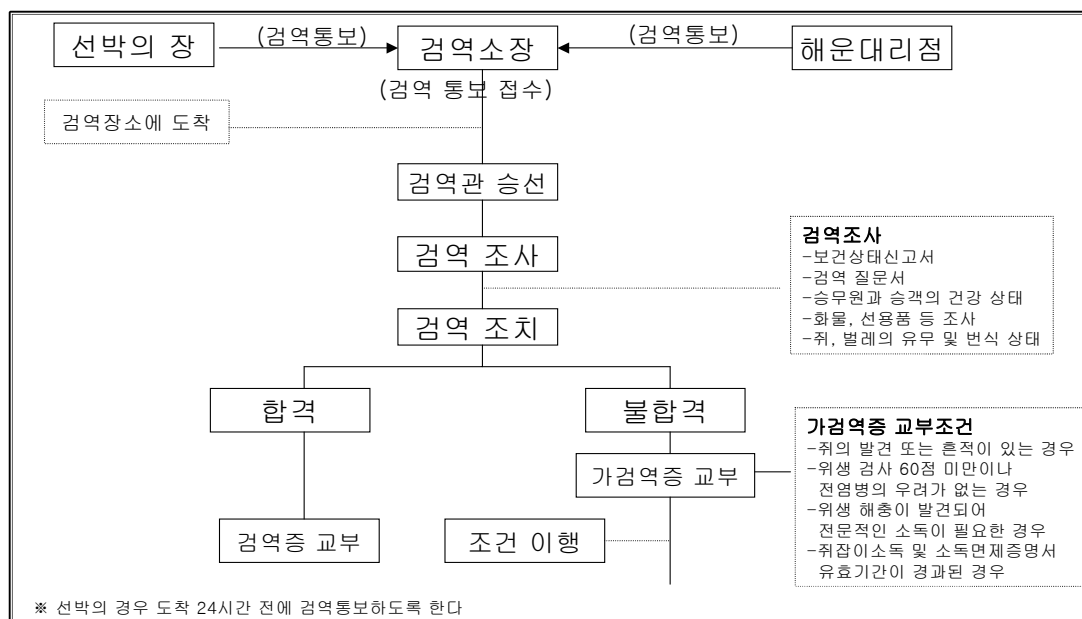 선박의 장
(검역통보)
검역소장
(검역통보)
해운대리점
(검역 통보 접수)
검역장소에 도착
검역관 승선
검역 조사
검역조사
-보건상태신고서
-검역 질문서
-승무원과 승객의 건강 상태
-화물, 선용품 등 조사
-쥐, 벌레의 유무 및 번식 상태
검역 조치
합격
불합격
가검역증 교부
가검역증 교부조건
-쥐의 발견 또는 흔적이 있는 경우
-위생 검사 60점 미만이나
전염병의 우려가 없는 경우
-위생 해충이 발견되어
전문적인 소독이 필요한 경우
-쥐잡이소독 및 소독면제증명서
유효기간이 경과된 경우
검역증 교부
조건 이행
※ 선박의 경우 도착 24시간 전에 검역통보하도록 한다